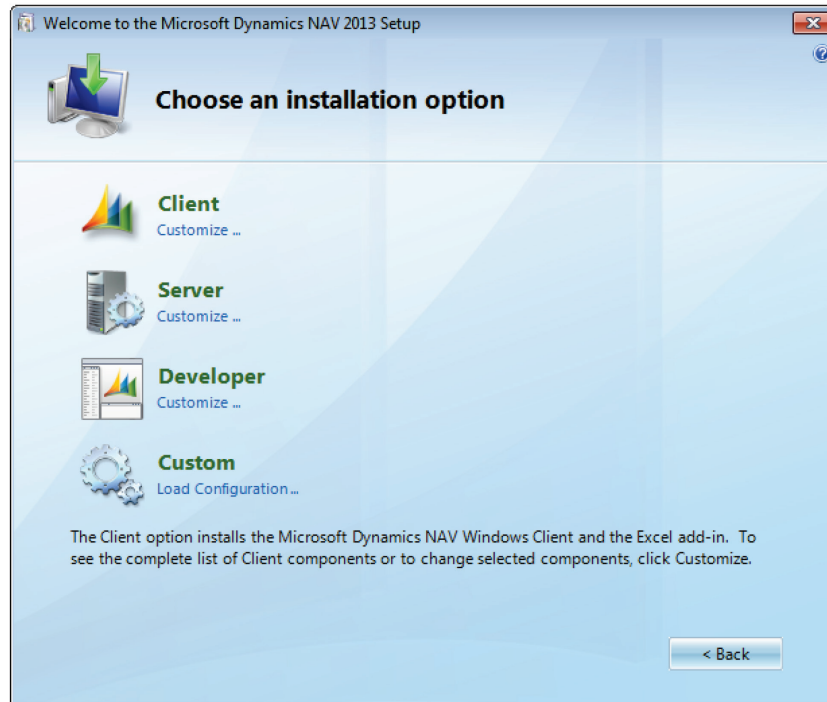 Welcome to the Microsoft Dynamics NAV 2013 Setup
Choose an installation option
Client
Customize ...
Server
Customize ...
Developer
Customize ...
Custom
Load Configuration...
The Client option installs the Microsoft Dynamics NAV Windows Client and the Excel add-in. To
see the complete list of Client components or to change selected components, click Customize.
< Back